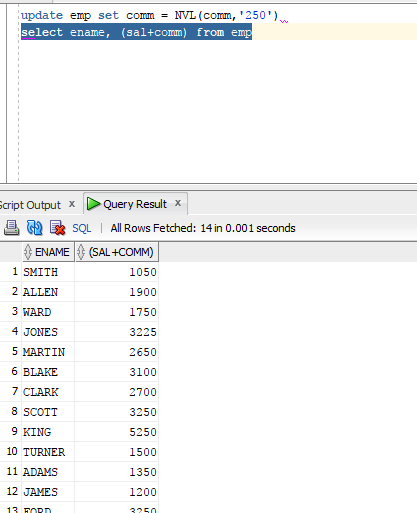 update emp set comm = NVL(comm,'250')
select ename, (sal+comm) from emp
Script Output x Query Result x
SQL | All Rows Fetched: 14 in 0.001 seconds
ENAME (SAL+COMM)
1 SMITH 1050
2 ALLEN 1900
3 WARD 1750
4 JONES 3225
5 MARTIN 2650
6 BLAKE 3100
7 CLARK 2700
8 SCOTT 3250
9 KING 5250
10 TURNER 1500
11 ADAMS 1350
12 JAMES 1200
13 FORD 3250